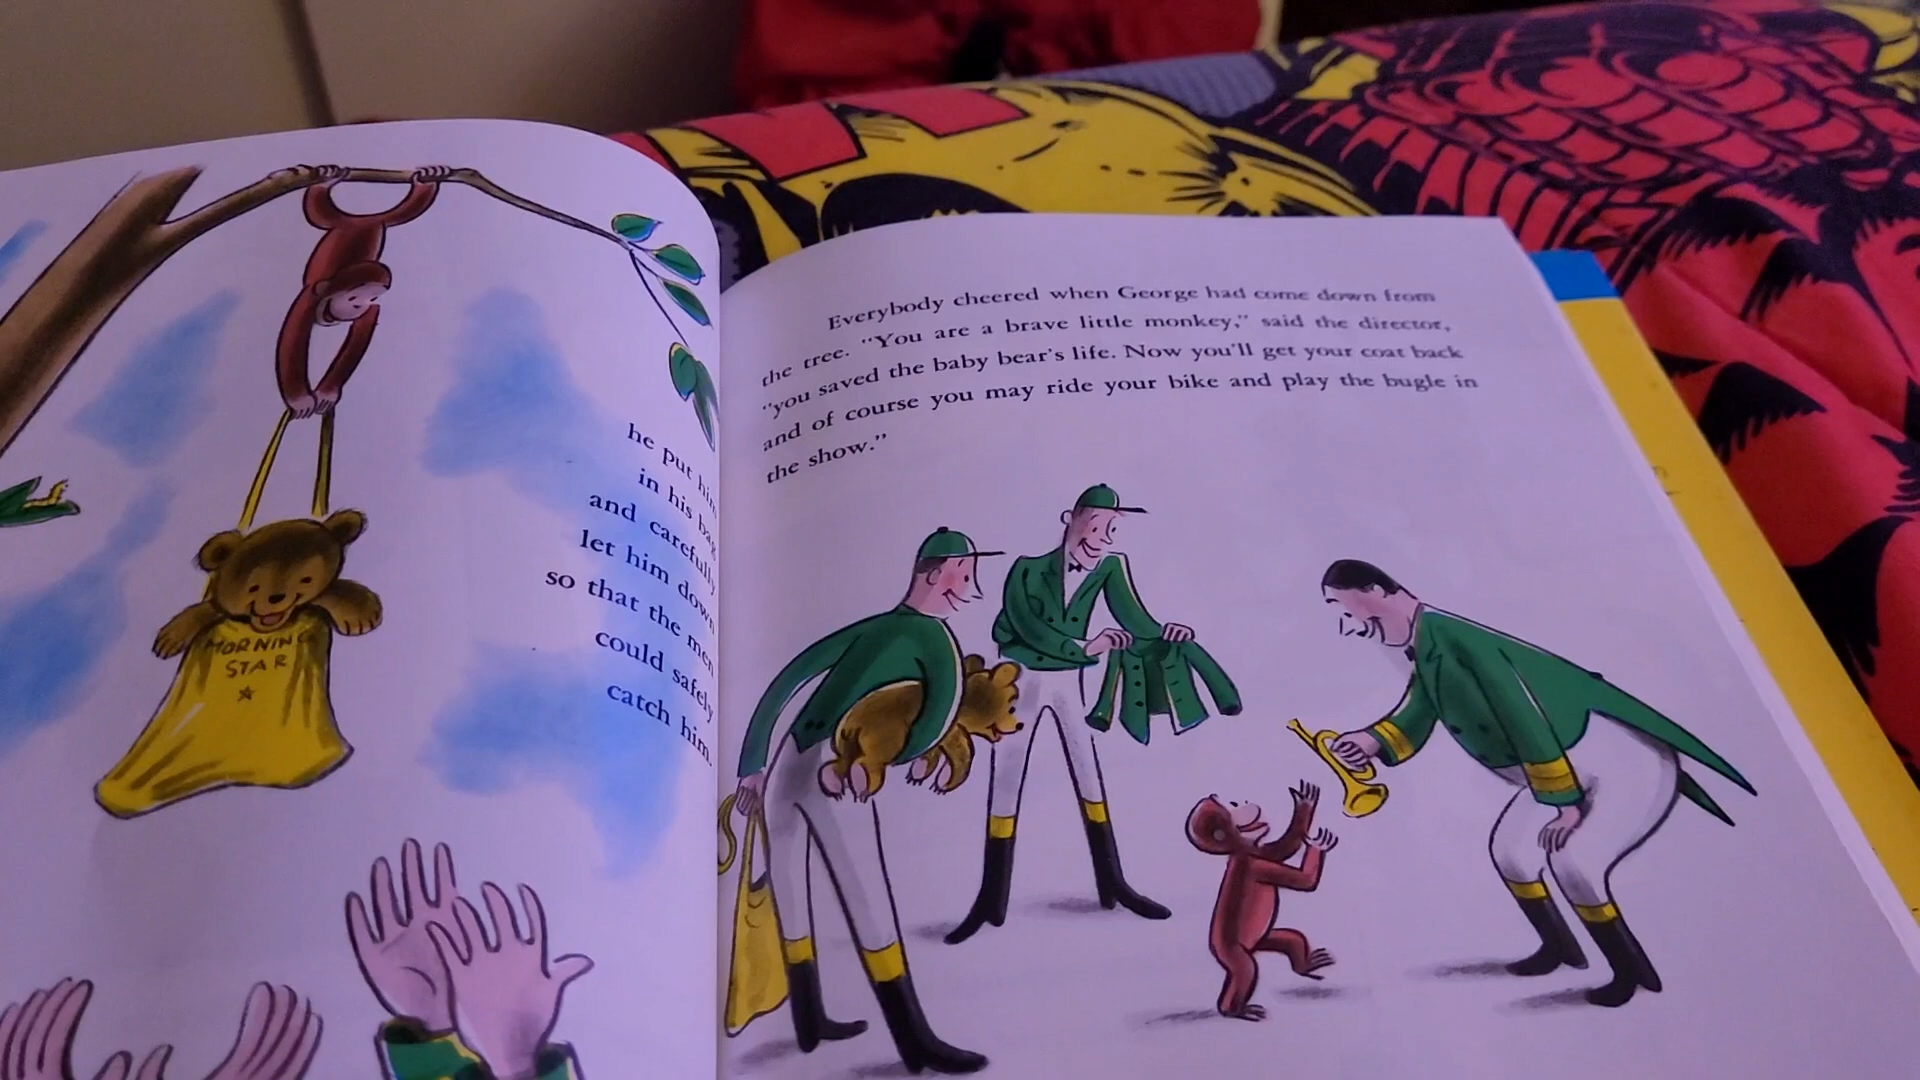 MORNING
STAR
he put him
in his bag
and carefully
let him down
so that the men
could safely
catch him.
Everybody cheered when George had come down from
the tree. "You are a brave little monkey," said the director,
"you saved the baby bear's life. Now you'll get your coat back
and of course you may ride your bike and play the bugle in
the show."